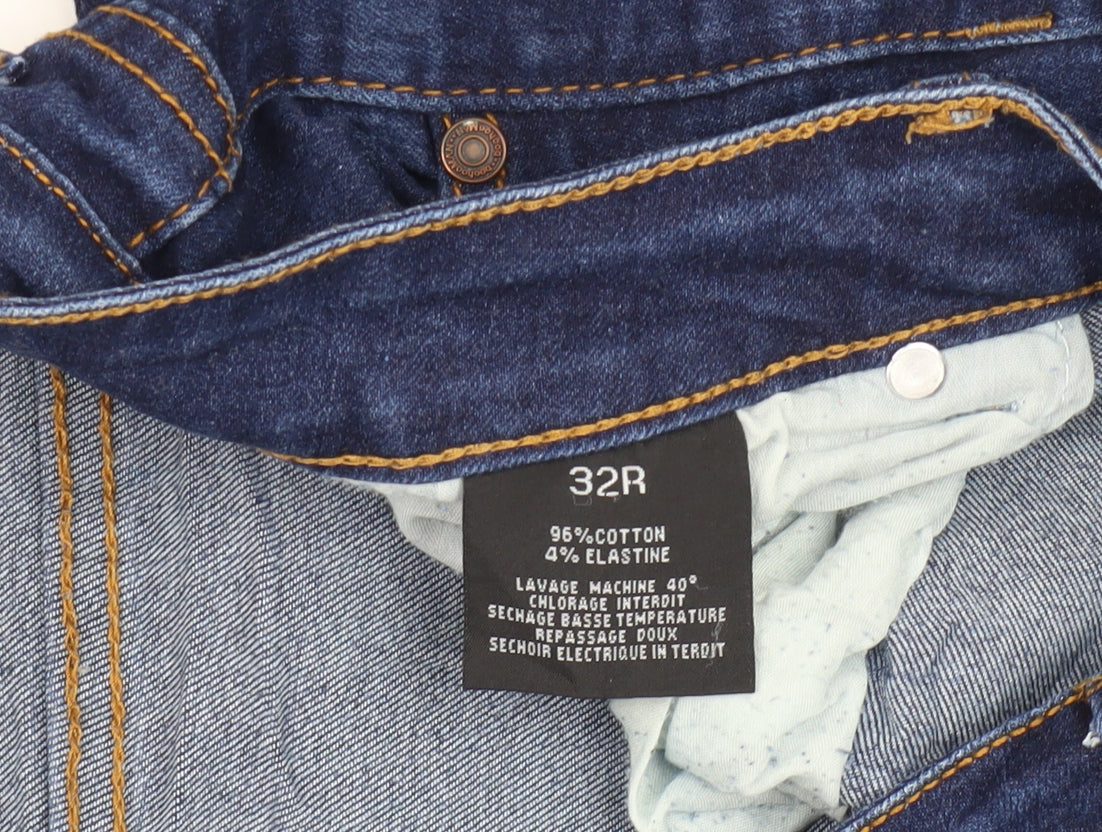 boohooMAN
32R
96%COTTON
4% ELASTINE
LAVAGE MACHINE 40°
CHLORAGE INTERDIT
SECHAGE BASSE TEMPERATURE
REPASSAGE DOUX
SECHOIR ELECTRIQUE IN TERDIT